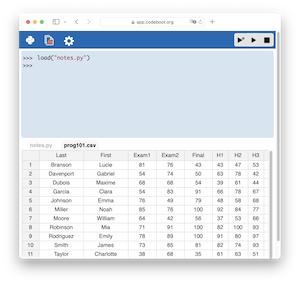 app.codeboot.org
>>> load("notes.py")
>>>
notes.py prog101.csv
Last First Exam1 Exam2 Final H1 H2 H3
1 Branson Lucie 81 76 43 43 47 53
2 Davenport Gabriel 54 74 50 63 78 42
3 Dubois Maxime 68 68 54 39 61 44
4 Garcia Clara 54 83 91 66 78 67
5 Johnson Emma 76 49 79 48 58 68
6 Miller Noah 85 76 100 92 84 77
7 Moore William 64 42 56 37 53 66
8 Robinson Mia 71 91 100 82 100 93
9 Rodriguez Emily 78 89 100 91 80 97
10 Smith James 73 65 81 82 74 93
11 Taylor Charlotte 38 68 35 61 63 51